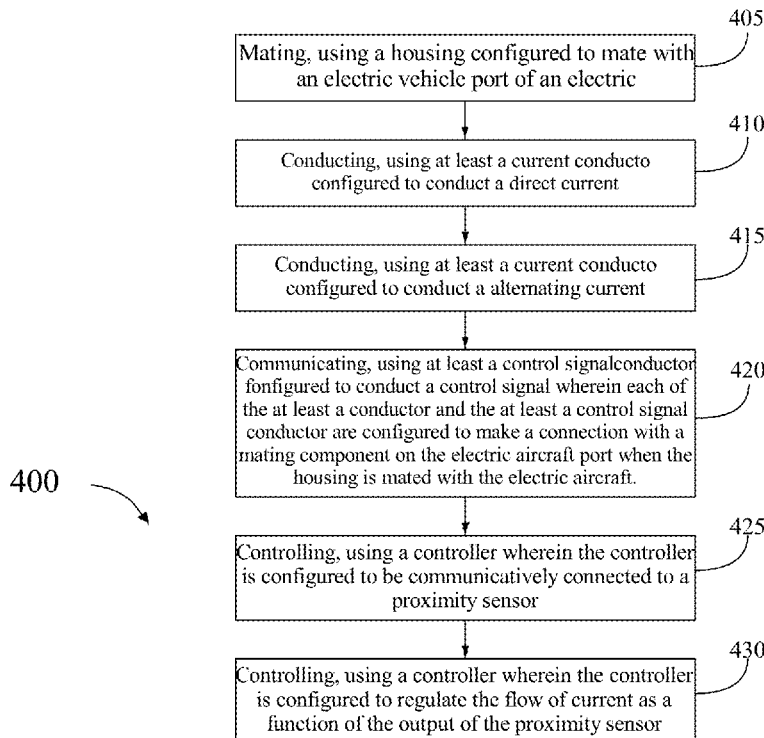 405
Mating, using a housing configured to mate with
an electric vehicle port of an electric
410
Conducting, using at least a current conducto
configured to conduct a direct current
415
Conducting, using at least a current conducto
configured to conduct a alternating current
420
Communicating, using at least a control signalconductor
fonfigured to conduct a control signal wherein each of
the at least a conductor and the at least a control signal
conductor are configured to make a connection with a
mating component on the electric aircraft port when the
housing is mated with the electric aircraft.
400
425
Controlling, using a controller wherein the controller
is configured to be communicatively connected to a
proximity sensor
430
Controlling, using a controller wherein the controller
is configured to regulate the flow of current as a
function of the output of the proximity sensor